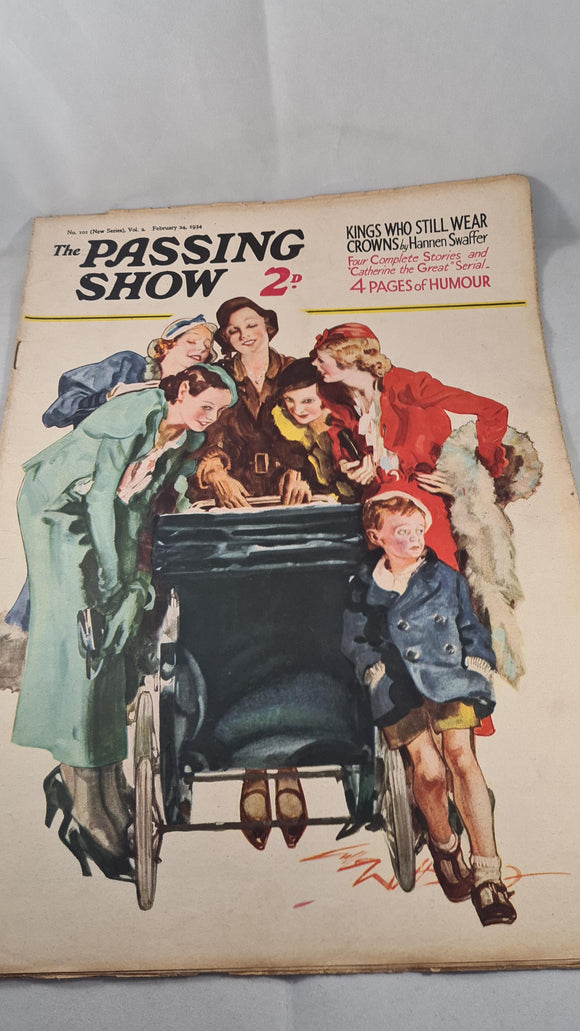 No. 101 (New Series), Vol. 2. February 24, 1934
The PASSING
SHOW 2D.
KINGS WHO STILL WEAR
CROWNS by Hannen Swaffer
Four Complete Stories and
"Catherine the Great" Serial_
4 PAGES of HUMOUR